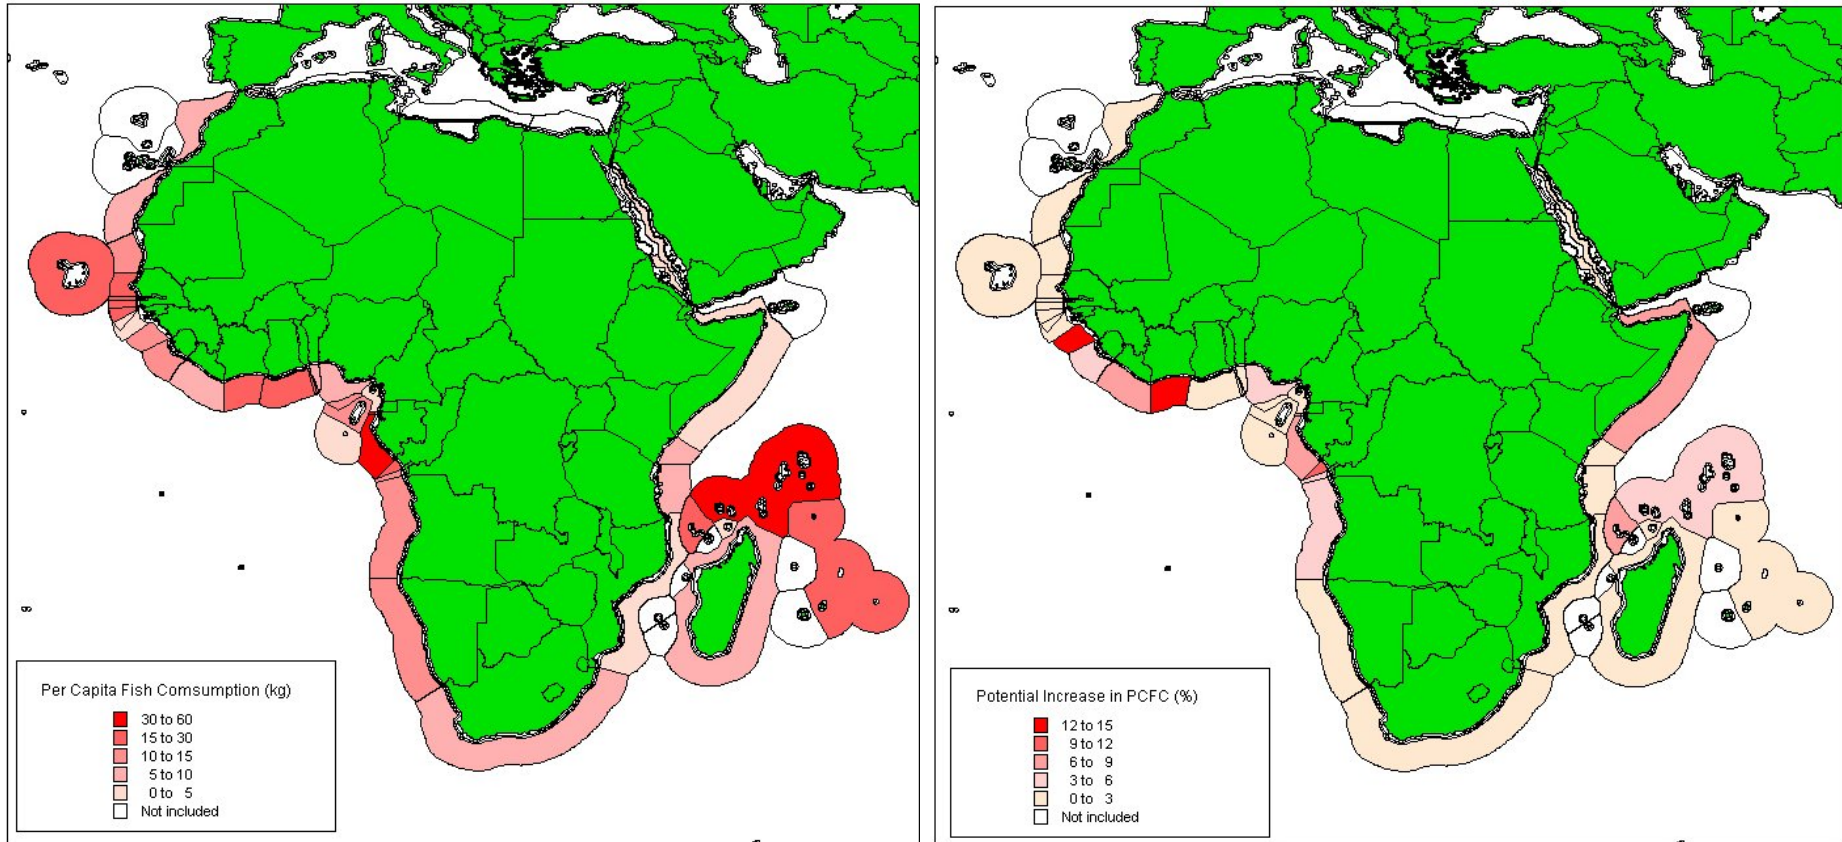 Per Capita Fish Comsumption (kg)
30 to 60
15 to 30
10 to 15
5 to 10
0 to 5
Not included
Potential Increase in PCFC (%)
12 to 15
9 to 12
6 to 9
3 to 6
0 to 3
Not included